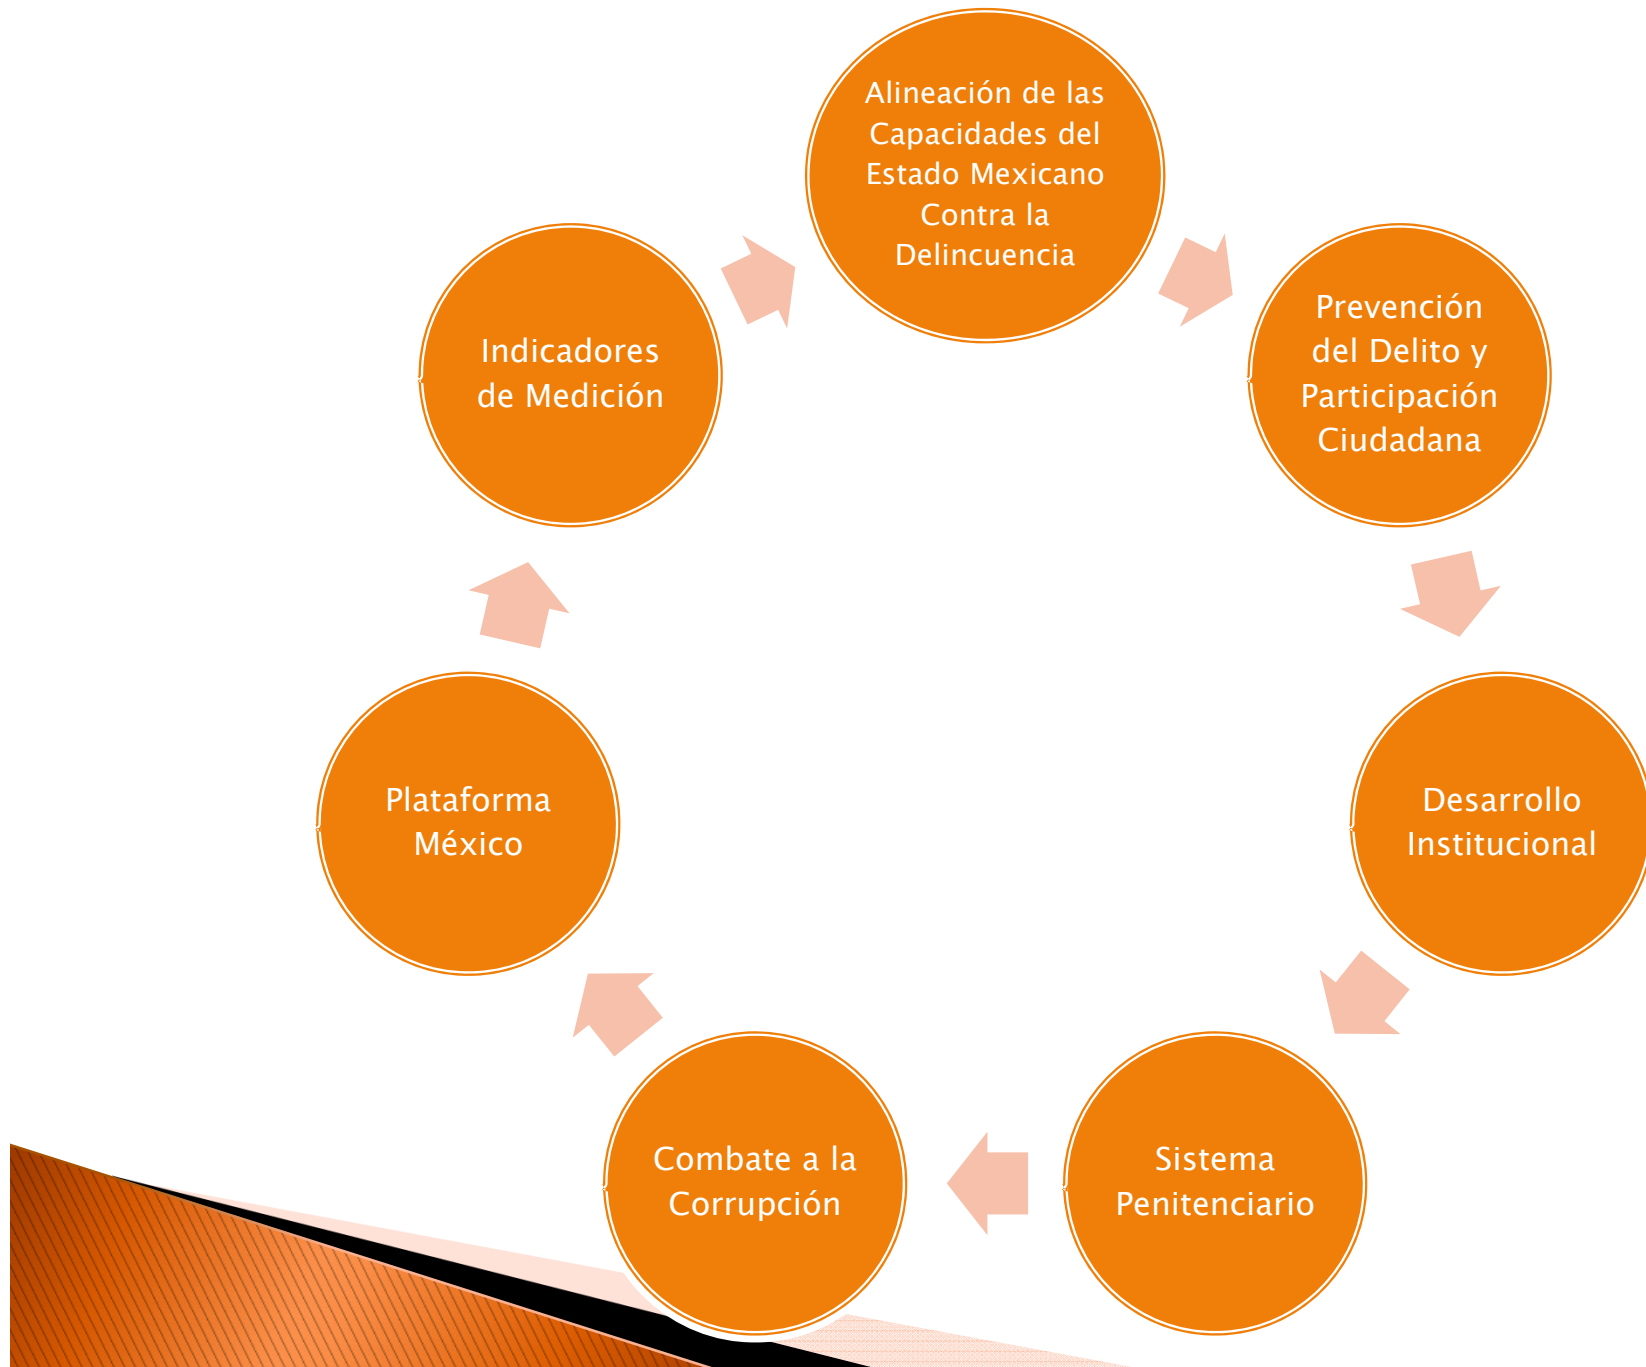 Alineación de las
Capacidades del
Estado Mexicano
Contra la
Delincuencia
Prevención
del Delito y
Participación
Ciudadana
Desarrollo
Institucional
Sistema
Penitenciario
Combate a la
Corrupción
Plataforma
México
Indicadores
de Medición